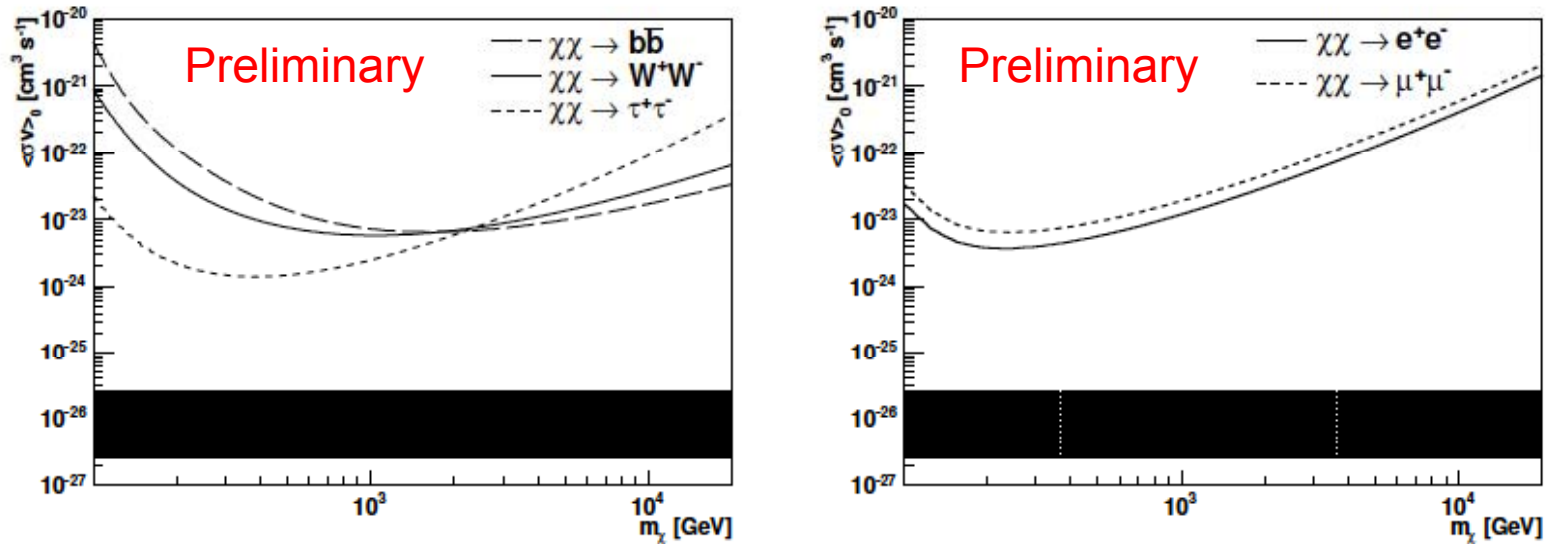 10⁻²⁰
10⁻²¹
10⁻²²
10⁻²³
10⁻²⁴
10⁻²⁵
10⁻²⁶
10⁻²⁷
<σv>₀ [cm³ s⁻¹]
Preliminary
χχ → bb̅
χχ → W⁺W⁻
χχ → τ⁺τ⁻
10³
10⁴
mᵪ [GeV]
10⁻²⁰
10⁻²¹
10⁻²²
10⁻²³
10⁻²⁴
10⁻²⁵
10⁻²⁶
10⁻²⁷
<σv>₀ [cm³ s⁻¹]
Preliminary
χχ → e⁺e⁻
χχ → μ⁺μ⁻
10³
10⁴
mᵪ [GeV]